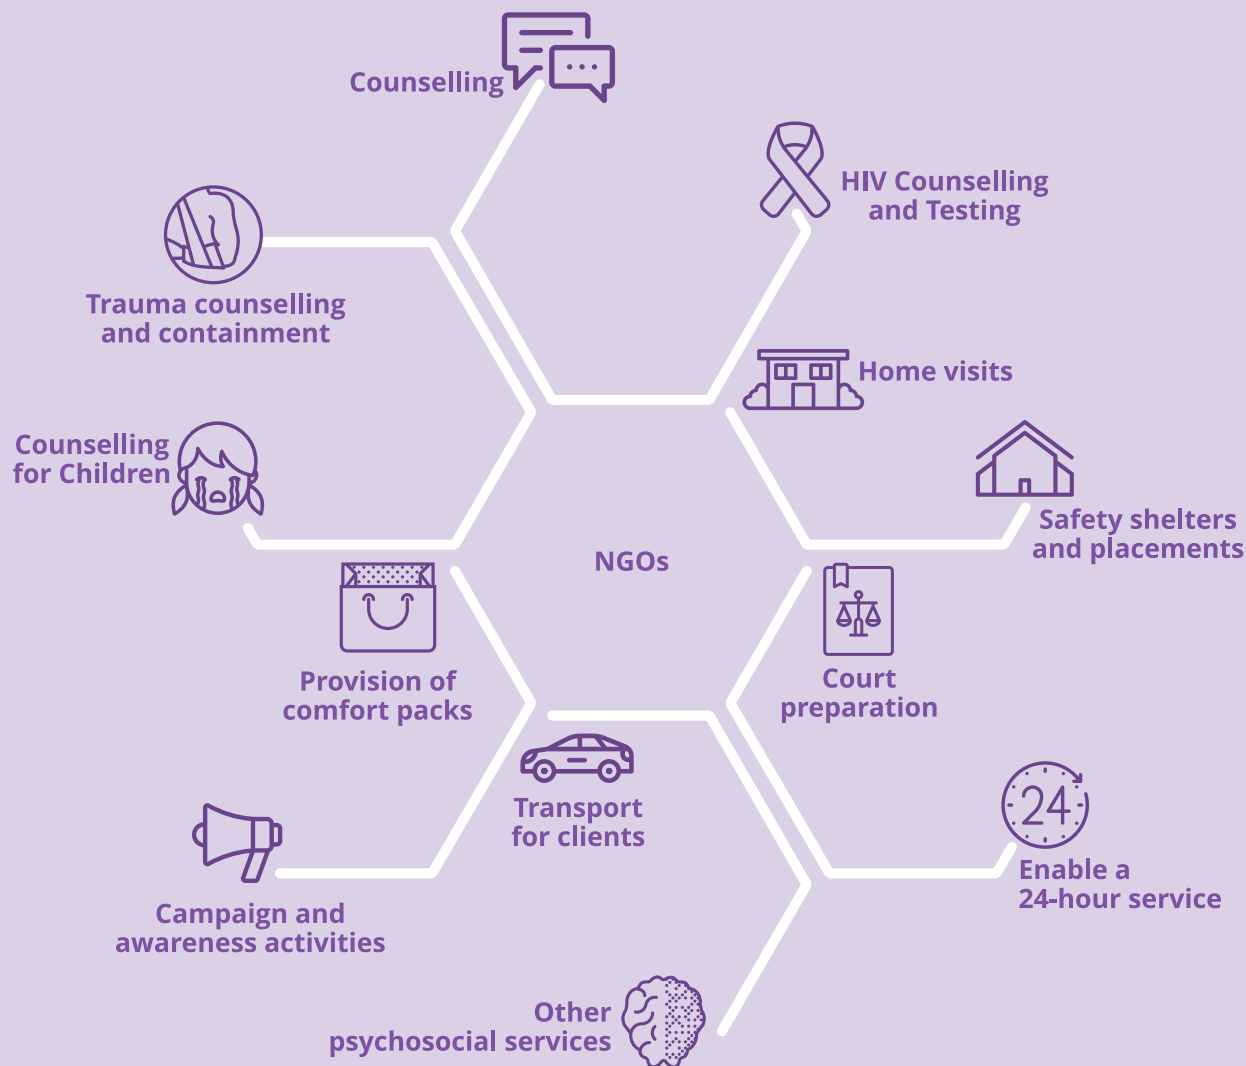 Counselling
HIV Counselling
and Testing
Trauma counselling
and containment
Home visits
Counselling
for Children
Safety shelters
and placements
NGOs
Provision of
comfort packs
Court
preparation
Transport
for clients
24
Enable a
24-hour service
Campaign and
awareness activities
Other
psychosocial services